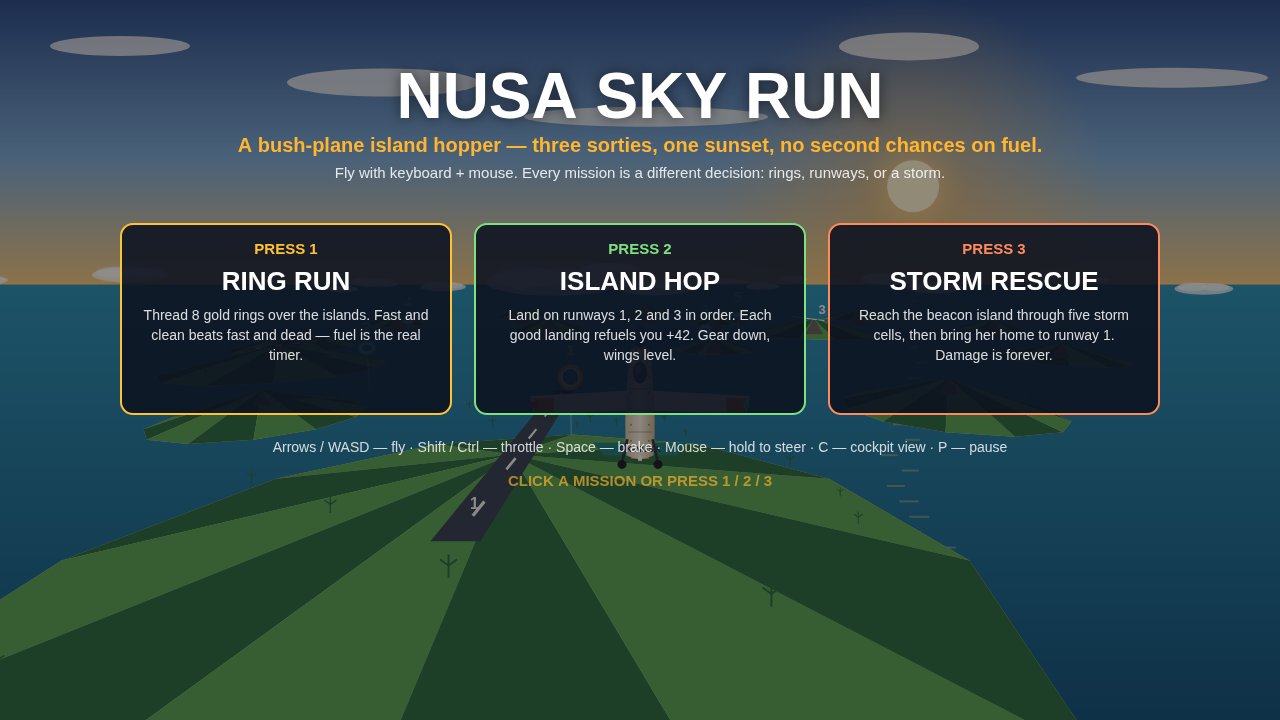 NUSA SKY RUN
A bush-plane island hopper — three sorties, one sunset, no second chances on fuel.
Fly with keyboard + mouse. Every mission is a different decision: rings, runways, or a storm.
PRESS 1
RING RUN
Thread 8 gold rings over the islands. Fast and
clean beats fast and dead — fuel is the real
timer.
PRESS 2
ISLAND HOP
Land on runways 1, 2 and 3 in order. Each
good landing refuels you +42. Gear down,
wings level.
PRESS 3
STORM RESCUE
Reach the beacon island through five storm
cells, then bring her to runway 1.
Damage is forever.
3
Arrows / WASD — fly · Shift / Ctrl — throttle · Space — brake · Mouse — hold to steer · C — cockpit view · P — pause
CLICK A MISSION OR PRESS 1 / 2 / 3
1